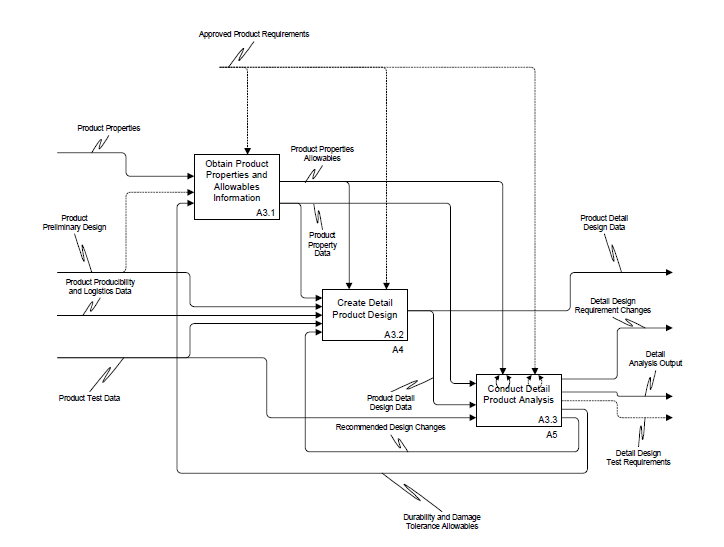 Approved Product Requirements
Product Properties
Product Properties
Allowables
Obtain Product
Properties and
Allowables
Information
A3.1
Product
Preliminary Design
Product
Property
Data
Product Detail
Design Data
Product Producibility
and Logistics Data
Create Detail
Product Design
A3.2
A4
Detail Design
Requirement Changes
Detail
Analysis Output
Product Test Data
Product Detail
Design Data
Conduct Detail
Product Analysis
A3.3
A5
Recommended Design Changes
Detail Design
Test Requirements
Durability and Damage
Tolerance Allowables